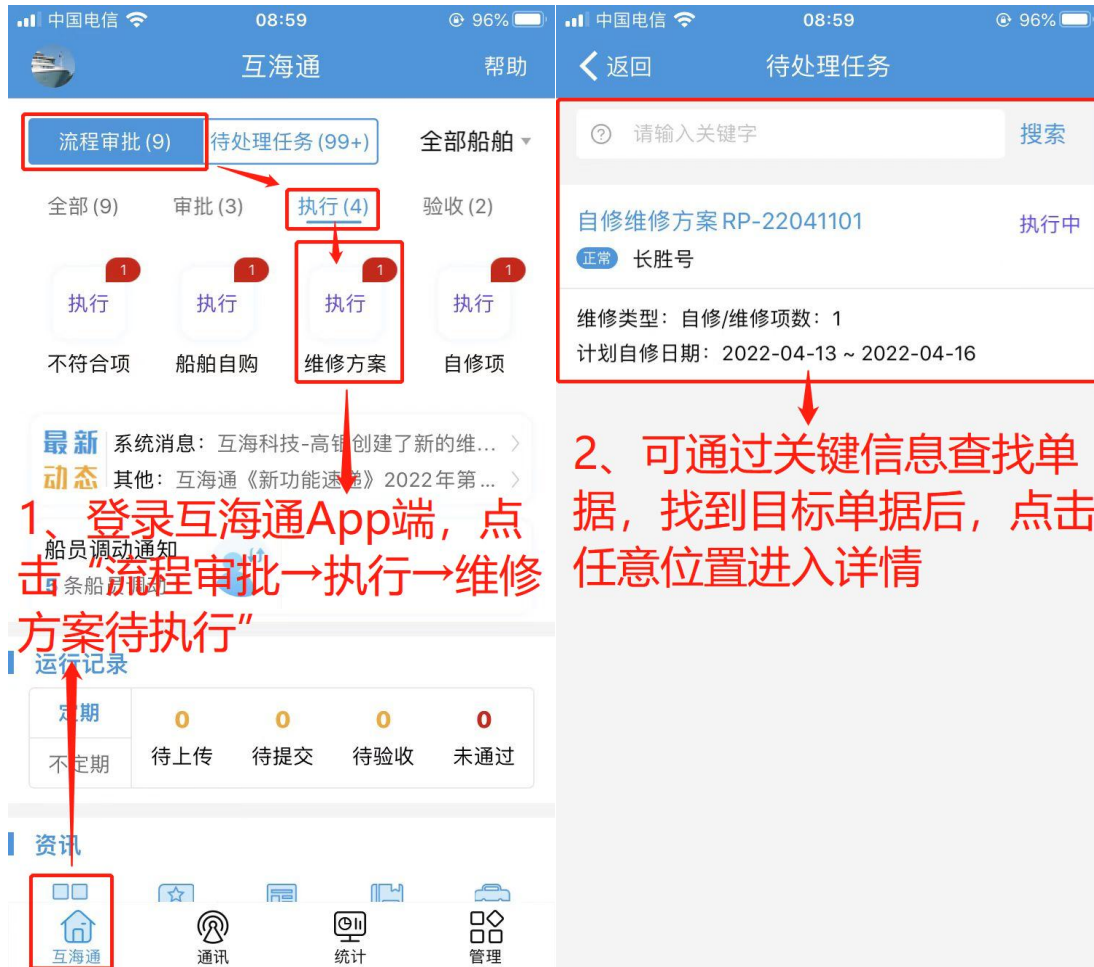 中国电信 08:59 96%
互海通 帮助
流程审批(9) 待处理任务(99+) 全部船舶
全部(9) 审批(3) 执行(4) 验收(2)
1 1 1 1
执行 执行 执行 执行
不符合项 船舶自购 维修方案 自修项
最新 系统消息：互海科技-高银创建了新的维...
动态 其他：互海通《新功能速递》2022年第...
1、登录互海通App端，点
击“流程审批→执行→维修
方案待执行”
船员调动通知
5 条船员调动
运行记录
定期 0 0 0 0
不定期 待上传 待提交 待验收 未通过
资讯
互海通 通讯 统计 管理
中国电信 08:59 96%
返回 待处理任务
请输入关键字 搜索
自修维修方案 RP-22041101 执行中
正常 长胜号
维修类型：自修/维修项数：1
计划自修日期：2022-04-13 ~ 2022-04-16
2、可通过关键信息查找单
据，找到目标单据后，点击
任意位置进入详情